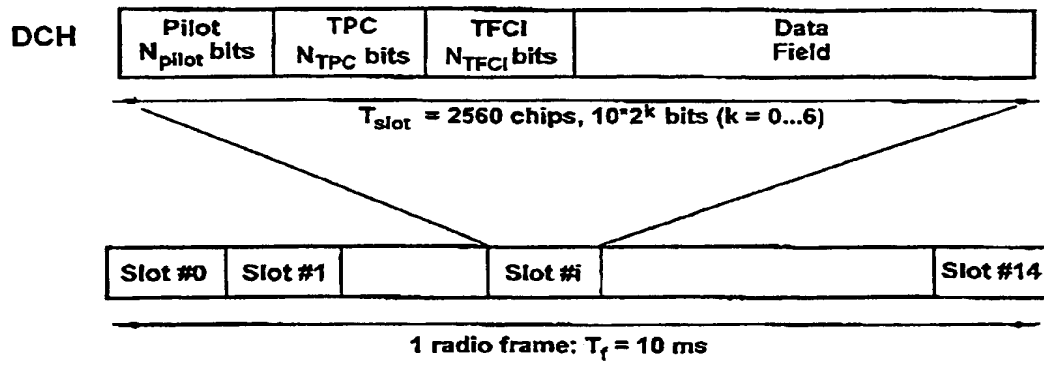 DCH
Pilot
N_pilot bits
TPC
N_TPC bits
TFCI
N_TFCI bits
Data
Field
T_slot = 2560 chips, 10*2^k bits (k = 0...6)
Slot #0
Slot #1
Slot #i
Slot #14
1 radio frame: T_f = 10 ms